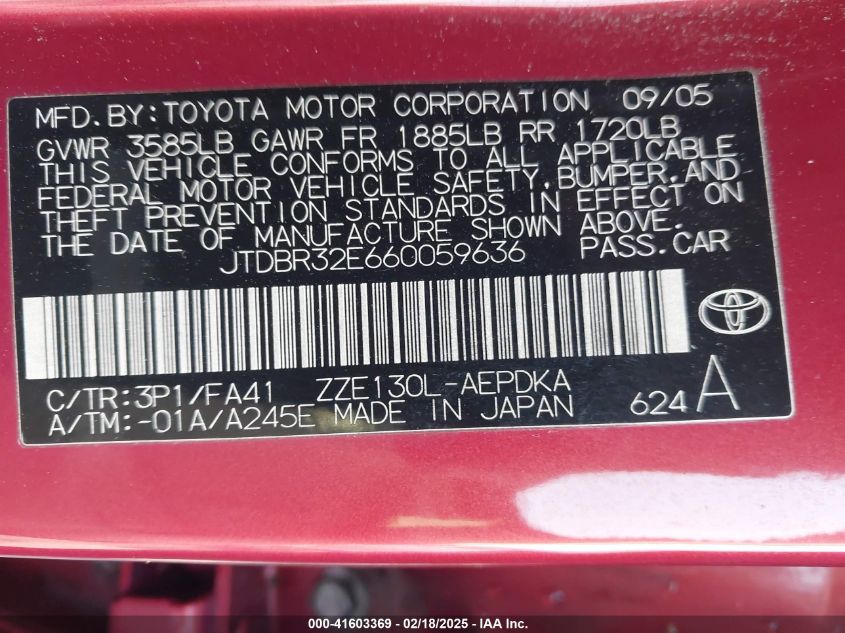 MFD. BY: TOYOTA MOTOR CORPORATION 09/05
GVWR 3585LB GAWR FR 1885LB RR 1720LB
THIS VEHICLE CONFORMS TO ALL APPLICABLE
FEDERAL MOTOR VEHICLE SAFETY, BUMPER, AND
THEFT PREVENTION STANDARDS IN EFFECT ON
THE DATE OF MANUFACTURE SHOWN ABOVE.
JTDBR32E660059636 PASS. CAR
C/TR: 3P1/FA41 ZZE130L-AEPDKA
A/TM: -01A/A245E MADE IN JAPAN 624 A
000-41603369 - 02/18/2025 - IAA Inc.